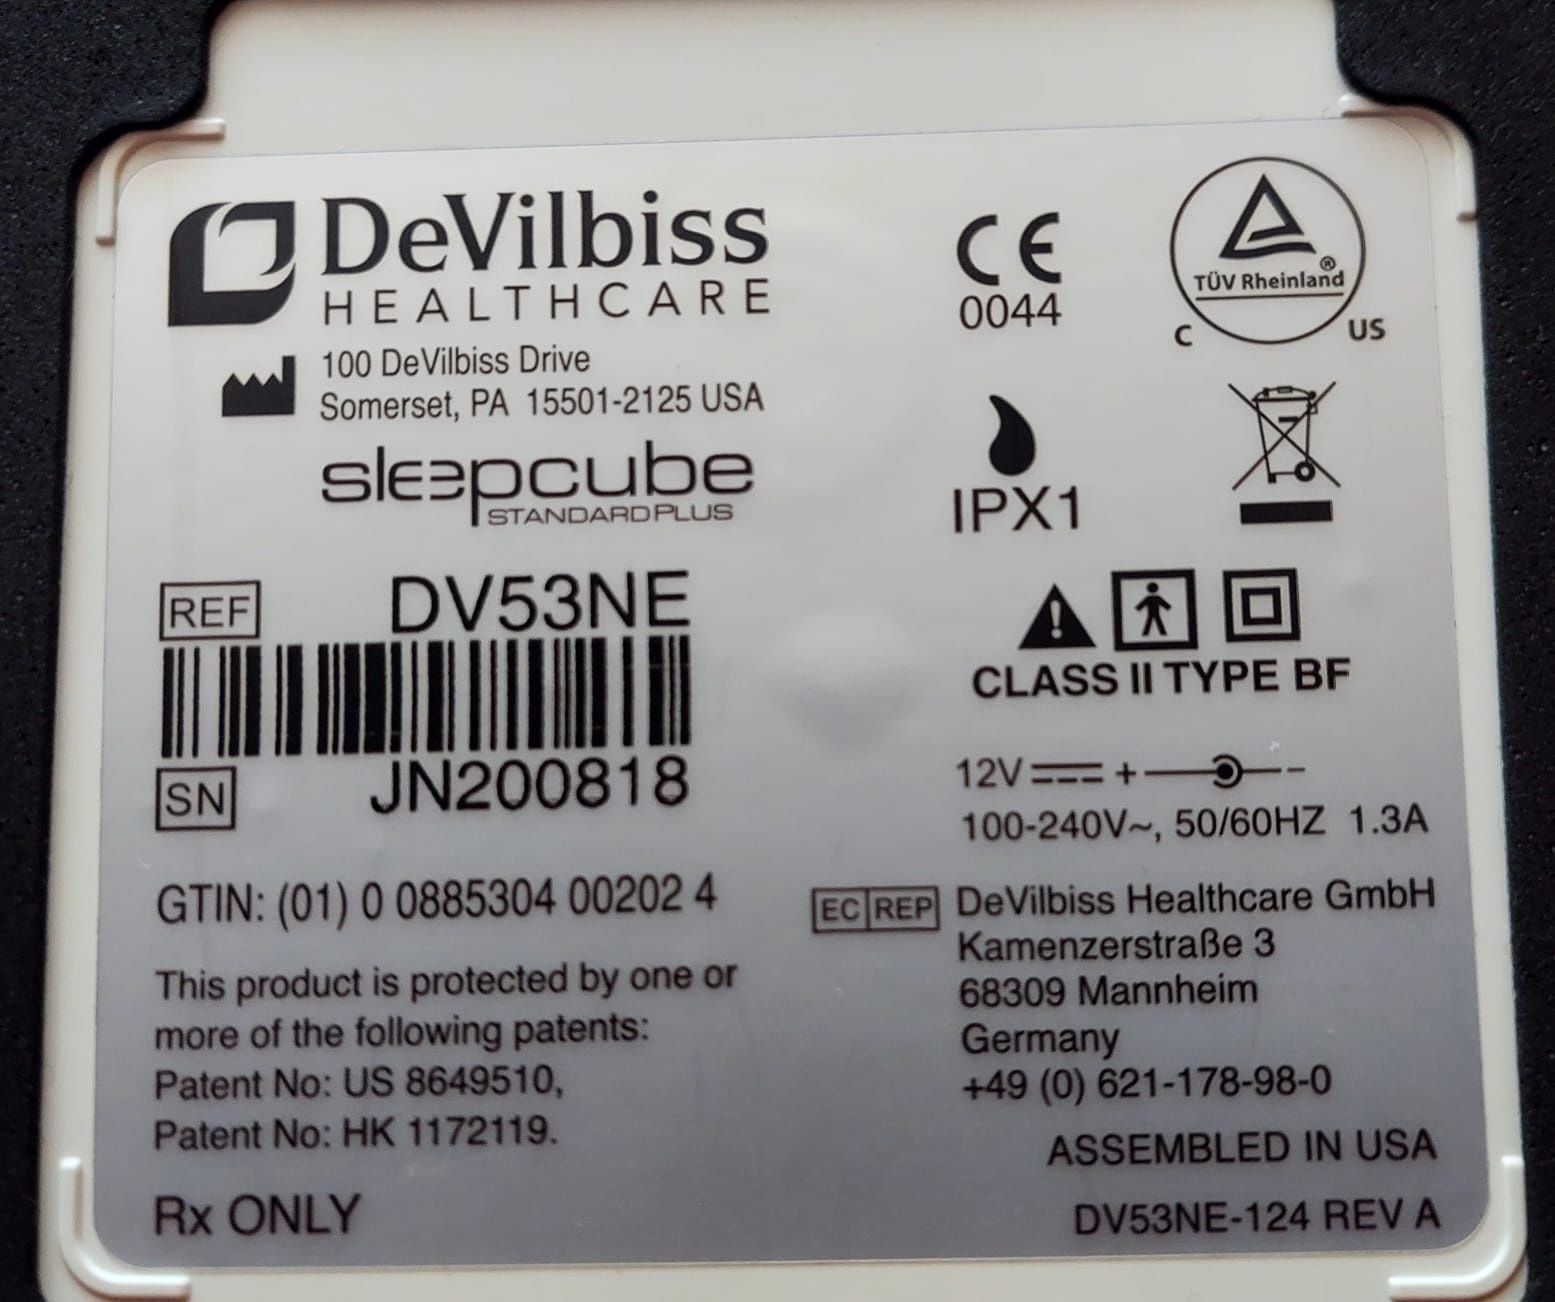 DeVilbiss
HEALTHCARE
100 DeVilbiss Drive
Somerset, PA 15501-2125 USA
sleepcube
STANDARDPLUS
REF DV53NE
SN JN200818
GTIN: (01) 0 0885304 00202 4
This product is protected by one or
more of the following patents:
Patent No: US 8649510,
Patent No: HK 1172119.
Rx ONLY
CE
0044
TÜV Rheinland®
C US
IPX1
CLASS II TYPE BF
12V + -
100-240V~, 50/60HZ 1.3A
EC REP DeVilbiss Healthcare GmbH
Kamenzerstraße 3
68309 Mannheim
Germany
+49 (0) 621-178-98-0
ASSEMBLED IN USA
DV53NE-124 REV A